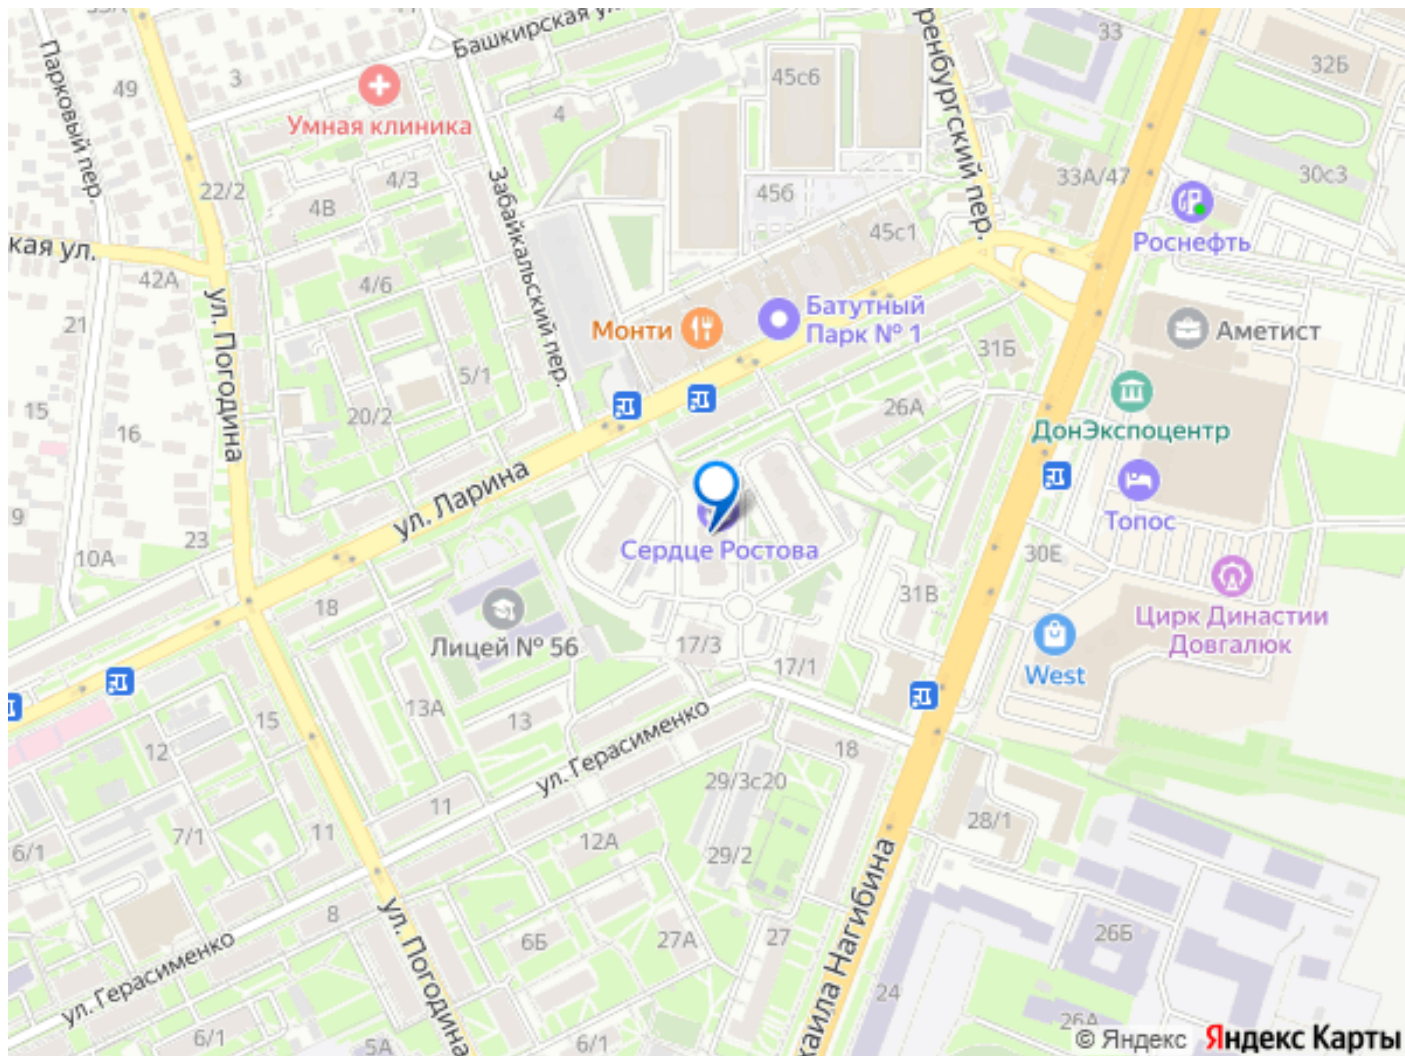 Башкирская ул.
33
32Б
45с6
Парковый пер.
49
3
4
Умная клиника
ренбургский пер.
22/2
4/3
4В
Забайкальский пер.
45б
33А/47
30с3
Роснефть
45с1
кая ул.
42А
4/6
21
ул. Погодина
Монти
Батутный
Парк № 1
31Б
Аметист
5/1
20/2
15
16
26А
ДонЭкспоцентр
ул. Ларина
Топос
9
23
10А
Сердце Ростова
30Е
18
31В
Лицей № 56
17/3
17/1
Цирк Династии
Довгалюк
West
13А
13
15
12
ул. Герасименко
18
29/3с20
11
7/1
11
6/1
12А
29/2
28/1
8
ул. Погодина
6Б
27А
27
хаила Нагибина
26Б
ул. Герасименко
24
6/1
5А
6/1
26А
© Яндекс Яндекс Карты